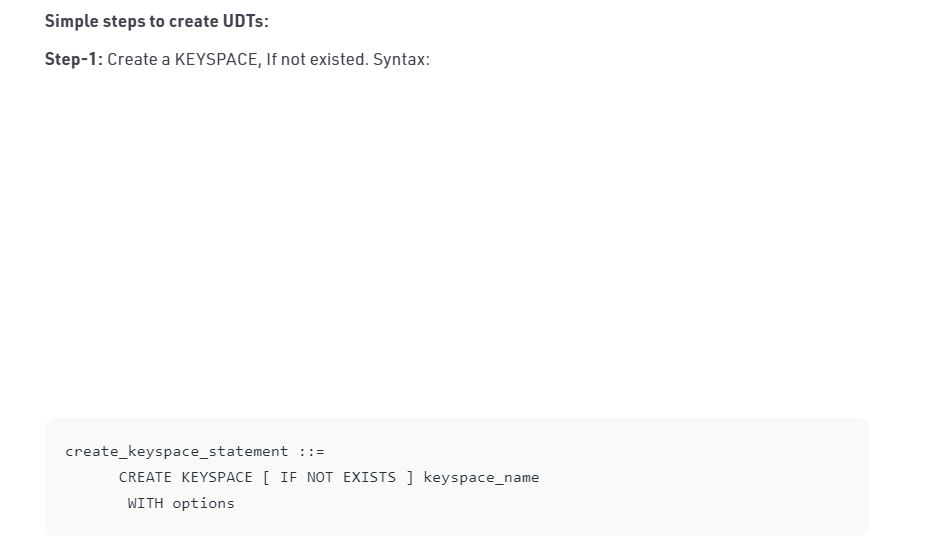 Simple steps to create UDTs:
Step-1: Create a KEYSPACE, If not existed. Syntax:
create_keyspace_statement ::=
CREATE KEYSPACE [ IF NOT EXISTS ] keyspace_name
WITH options